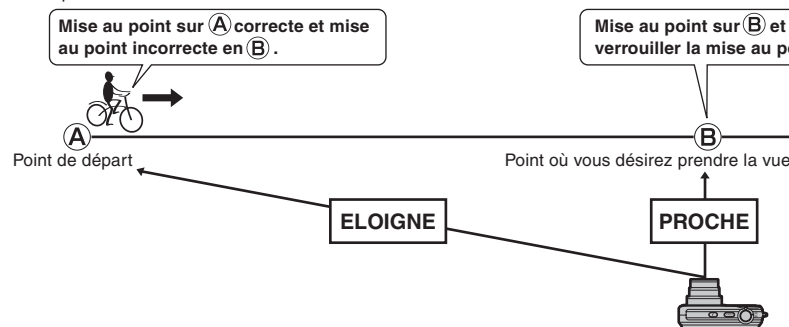 Mise au point sur Ⓐ correcte et mise
au point incorrecte en Ⓑ.
Mise au point sur Ⓑ et
verrouiller la mise au
Ⓐ
Ⓑ
Point de départ
Point où vous désirez prendre la vue
ELOIGNE
PROCHE